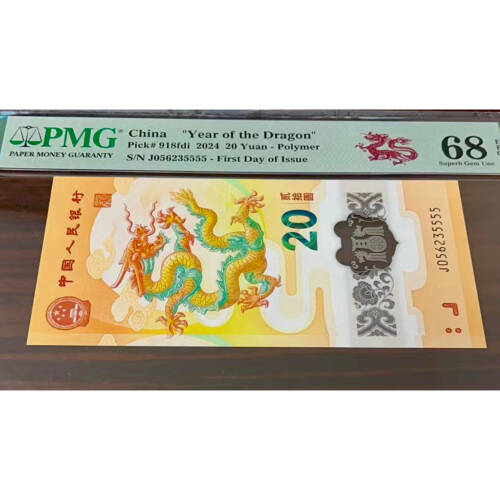 PMG
PAPER MONEY GUARANTY
China "Year of the Dragon"
Pick# 918fdi 2024 20 Yuan - Polymer
S/N J056235555 - First Day of Issue
68
Superb Gem Unc
E
中国人民银行
20
贰拾圆
J056235555